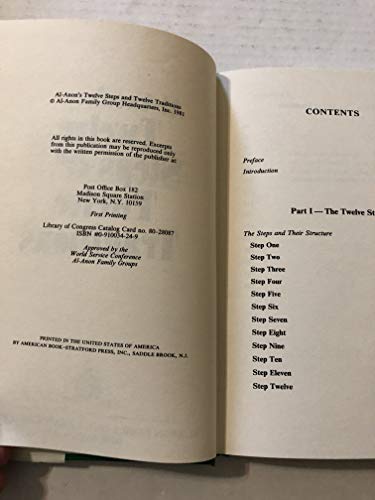 Al-Anon's Twelve Steps and Twelve Traditions
© Al-Anon Family Group Headquarters, Inc. 1981
All rights in this book are reserved. Excerpts
from this publication may be reproduced only
with the written permission of the publisher at
Post Office Box 182
Madison Square Station
New York, N.Y. 10159
First Printing
Library of Congress Catalog Card no. 80-28087
ISBN #0-910034-24-9
Approved by the
World Service Conference
Al-Anon Family Groups
PRINTED IN THE UNITED STATES OF AMERICA
BY AMERICAN BOOK–STRATFORD PRESS, INC., SADDLE BROOK, N.J.
CONTENTS
Preface
Introduction
Part I — The Twelve St
The Steps and Their Structure
Step One
Step Two
Step Three
Step Four
Step Five
Step Six
Step Seven
Step Eight
Step Nine
Step Ten
Step Eleven
Step Twelve